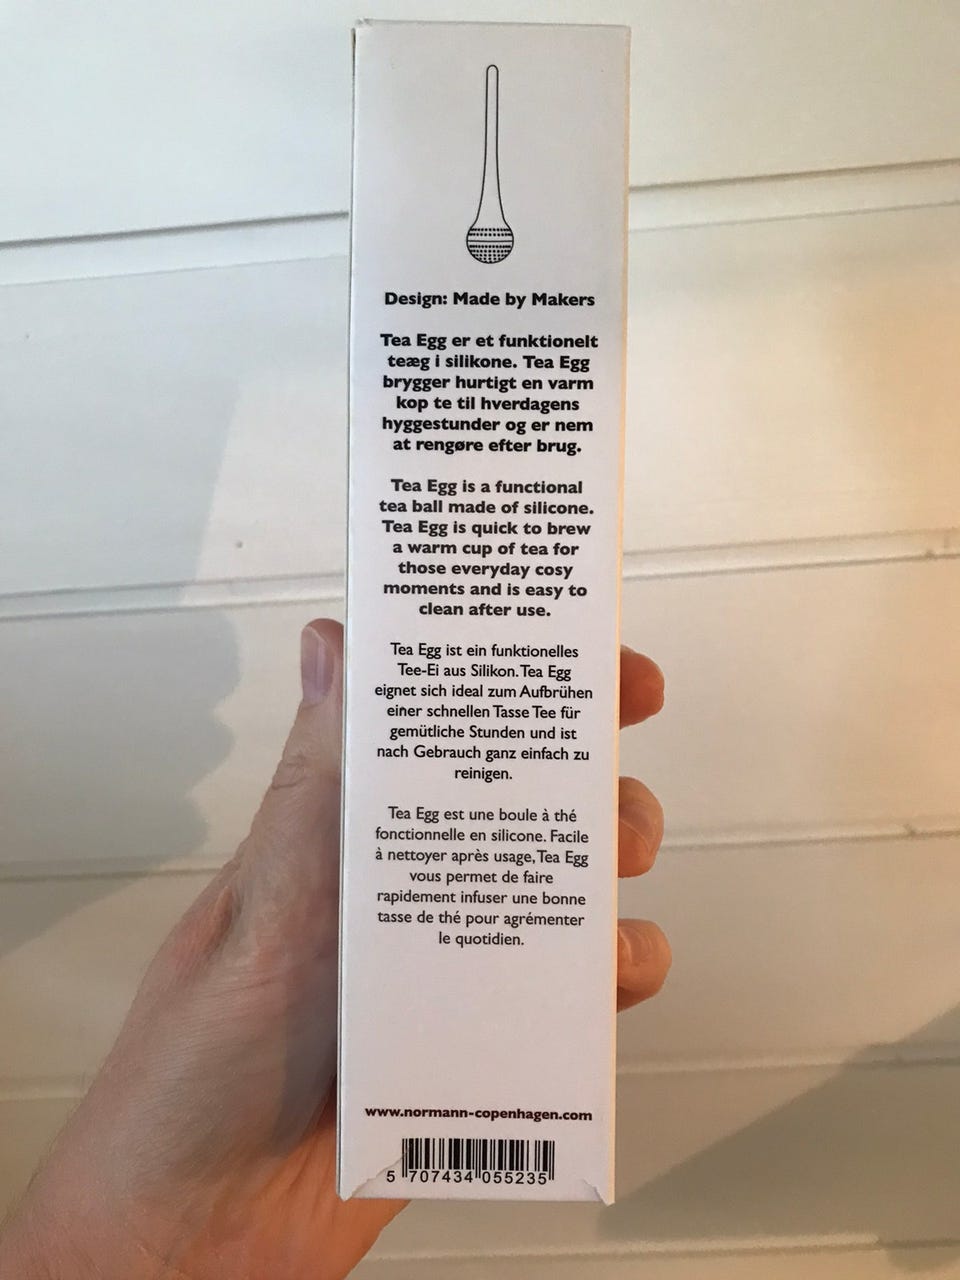 Design: Made by Makers
Tea Egg er et funktionelt
teæg i silikone. Tea Egg
brygger hurtigt en varm
kop te til hverdagens
hyggestunder og er nem
at rengøre efter brug.
Tea Egg is a functional
tea ball made of silicone.
Tea Egg is quick to brew
a warm cup of tea for
those everyday cosy
moments and is easy to
clean after use.
Tea Egg ist ein funktionelles
Tee-Ei aus Silikon. Tea Egg
eignet sich ideal zum Aufbrühen
einer schnellen Tasse Tee für
gemütliche Stunden und ist
nach Gebrauch ganz einfach zu
reinigen.
Tea Egg est une boule à thé
fonctionnelle en silicone. Facile
à nettoyer après usage, Tea Egg
vous permet de faire
rapidement infuser une bonne
tasse de thé pour agrémenter
le quotidien.
www.normann-copenhagen.com
5 707434 055235